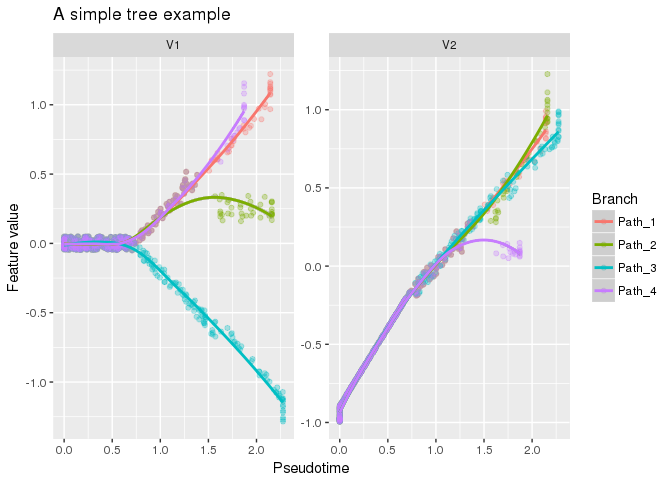 A simple tree example
V1 V2
1.0 1.0
0.5 0.5
0.0 0.0
-0.5 -0.5
-1.0 -1.0
0.0 0.5 1.0 1.5 2.0 0.0 0.5 1.0 1.5 2.0
Pseudotime
Feature value
Branch
Path_1
Path_2
Path_3
Path_4